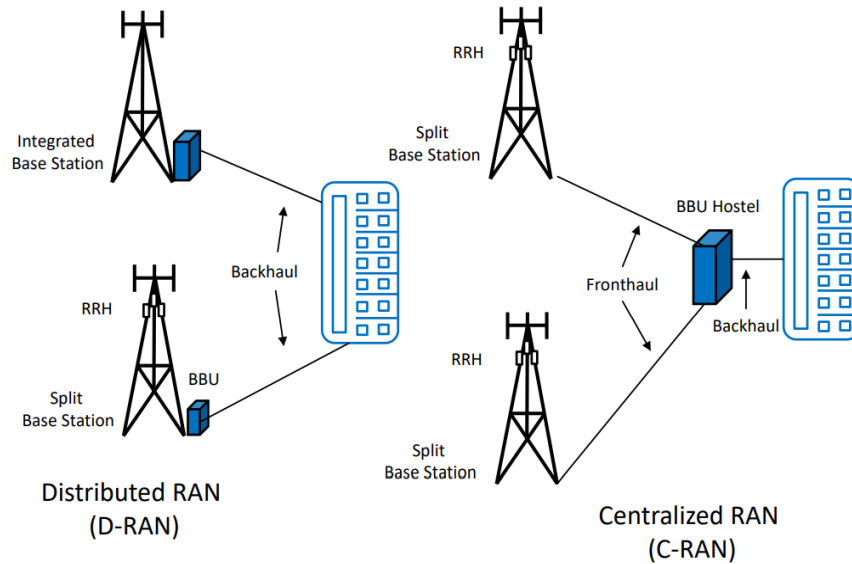 Integrated
Base Station
Backhaul
RRH
BBU
Split
Base Station
Distributed RAN
(D-RAN)
RRH
Split
Base Station
BBU Hostel
Fronthaul
Backhaul
RRH
Split
Base Station
Centralized RAN
(C-RAN)